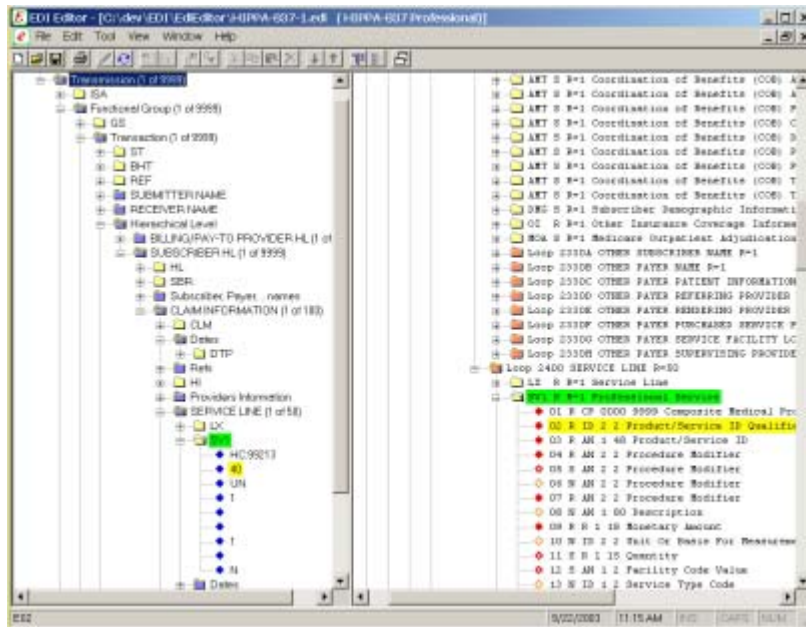 EDI Editor - [C:\dev\EDI\EdiEditor\HIPPA-837-1.edi [HIPPA-837 Professional]]
File Edit Tool View Window Help
Transmission (1 of 9999)
ISA
Functional Group (1 of 9999)
GS
Transaction (1 of 9999)
ST
BHT
REF
SUBMITTER NAME
RECEIVER NAME
Hierarchical Level
BILLING/PAY-TO PROVIDER HL (1 of
SUBSCRIBER HL (1 of 9999)
HL
SBR
Subscriber, Payer... names
CLAIM INFORMATION (1 of 100)
CLM
Dates
DTP
Refs
HI
Providers Information
SERVICE LINE (1 of 50)
LX
SV1
HC:99213
40
UN
1
1
N
Dates
AMT S R=1 Coordination of Benefits (COB) A
AMT S R=1 Coordination of Benefits (COB) A
AMT S R=1 Coordination of Benefits (COB) P
AMT S R=1 Coordination of Benefits (COB) C
AMT S R=1 Coordination of Benefits (COB) D
AMT S R=1 Coordination of Benefits (COB) P
AMT S R=1 Coordination of Benefits (COB) P
AMT S R=1 Coordination of Benefits (COB) T
AMT S R=1 Coordination of Benefits (COB) T
DMG S R=1 Subscriber Demographic Informati
OI R R=1 Other Insurance Coverage Informa
MOA S R=1 Medicare Outpatient Adjudication
Loop 2330A OTHER SUBSCRIBER NAME R=1
Loop 2330B OTHER PAYER NAME R=1
Loop 2330C OTHER PAYER PATIENT INFORMATION
Loop 2330D OTHER PAYER REFERRING PROVIDER
Loop 2330E OTHER PAYER RENDERING PROVIDER
Loop 2330F OTHER PAYER PURCHASED SERVICE P
Loop 2330G OTHER PAYER SERVICE FACILITY LO
Loop 2330H OTHER PAYER SUPERVISING PROVIDE
Loop 2400 SERVICE LINE R=50
LX R R=1 Service Line
SV1 R R=1 Professional Service
01 R CP 0000 9999 Composite Medical Pro
02 R ID 2 2 Product/Service ID Qualifie
03 R AN 1 48 Product/Service ID
04 R AN 2 2 Procedure Modifier
05 S AN 2 2 Procedure Modifier
06 N AN 2 2 Procedure Modifier
07 R AN 2 2 Procedure Modifier
08 N AN 1 80 Description
09 R R 1 18 Monetary Amount
10 N ID 2 2 Unit Or Basis For Measureme
11 S R 1 15 Quantity
12 S AN 1 2 Facility Code Value
13 N ID 1 2 Service Type Code
E02
5/22/2003
11:15 AM
INS
CAPS
NUM